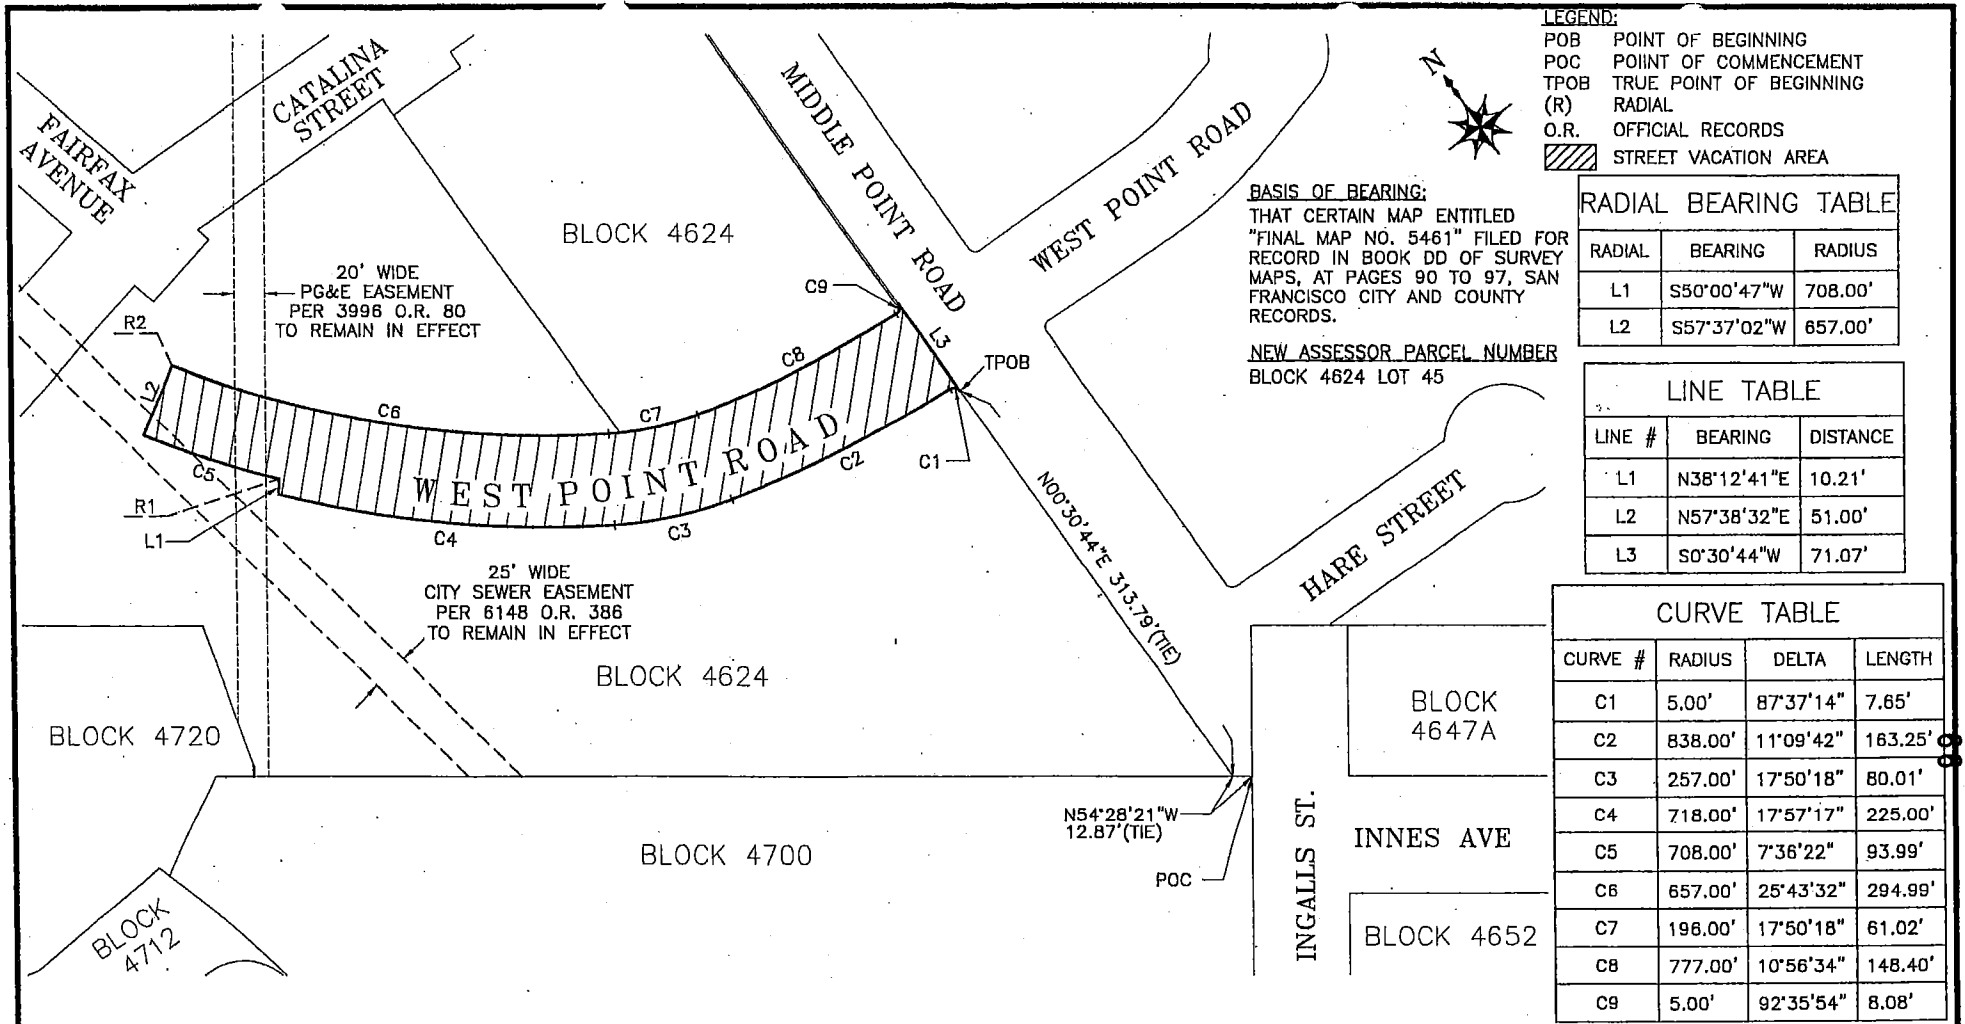 LEGEND:
POB POINT OF BEGINNING
POC POIINT OF COMMENCEMENT
TPOB TRUE POINT OF BEGINNING
(R) RADIAL
O.R. OFFICIAL RECORDS
STREET VACATION AREA
N
BASIS OF BEARING:
THAT CERTAIN MAP ENTITLED
"FINAL MAP NO. 5461" FILED FOR
RECORD IN BOOK DD OF SURVEY
MAPS, AT PAGES 90 TO 97, SAN
FRANCISCO CITY AND COUNTY
RECORDS.
NEW ASSESSOR PARCEL NUMBER
BLOCK 4624 LOT 45
RADIAL BEARING TABLE
RADIAL BEARING RADIUS
L1 S50°00'47"W 708.00'
L2 S57°37'02"W 657.00'
LINE TABLE
LINE # BEARING DISTANCE
L1 N38°12'41"E 10.21'
L2 N57°38'32"E 51.00'
L3 S0°30'44"W 71.07'
CURVE TABLE
CURVE # RADIUS DELTA LENGTH
C1 5.00' 87°37'14" 7.65'
C2 838.00' 11°09'42" 163.25'
C3 257.00' 17°50'18" 80.01'
C4 718.00' 17°57'17" 225.00'
C5 708.00' 7°36'22" 93.99'
C6 657.00' 25°43'32" 294.99'
C7 196.00' 17°50'18" 61.02'
C8 777.00' 10°56'34" 148.40'
C9 5.00' 92°35'54" 8.08'
FAIRFAX
AVENUE
CATALINA
STREET
MIDDLE POINT ROAD
WEST POINT ROAD
BLOCK 4624
20' WIDE
PG&E EASEMENT
PER 3996 O.R. 80
TO REMAIN IN EFFECT
R2
L2
C6
C7
C8
C9
L3
TPOB
WEST POINT ROAD
C5
R1
L1
C4
C3
C2
C1
25' WIDE
CITY SEWER EASEMENT
PER 6148 O.R. 386
TO REMAIN IN EFFECT
N00°30'44"E 313.79'(TIE)
HARE STREET
BLOCK 4624
BLOCK 4720
BLOCK
4647A
N54°28'21"W
12.87'(TIE)
POC
BLOCK 4700
INGALLS ST.
INNES AVE
BLOCK
4712
BLOCK 4652